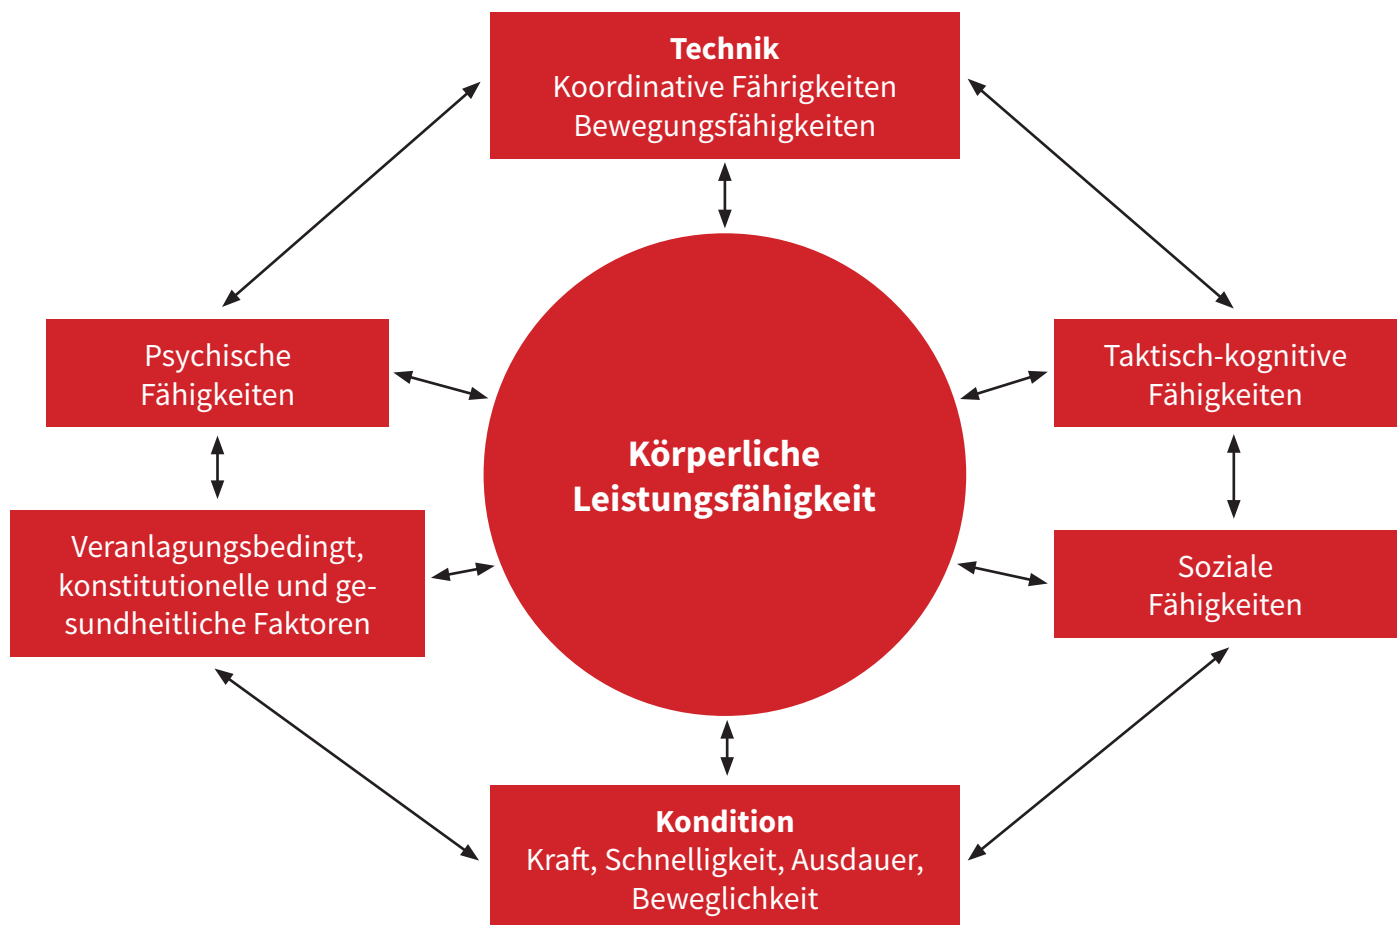 Technik
Koordinative Fährigkeiten
Bewegungsfähigkeiten
Psychische
Fähigkeiten
Taktisch-kognitive
Fähigkeiten
Körperliche
Leistungsfähigkeit
Veranlagungsbedingt,
konstitutionelle und ge-
sundheitliche Faktoren
Soziale
Fähigkeiten
Kondition
Kraft, Schnelligkeit, Ausdauer,
Beweglichkeit